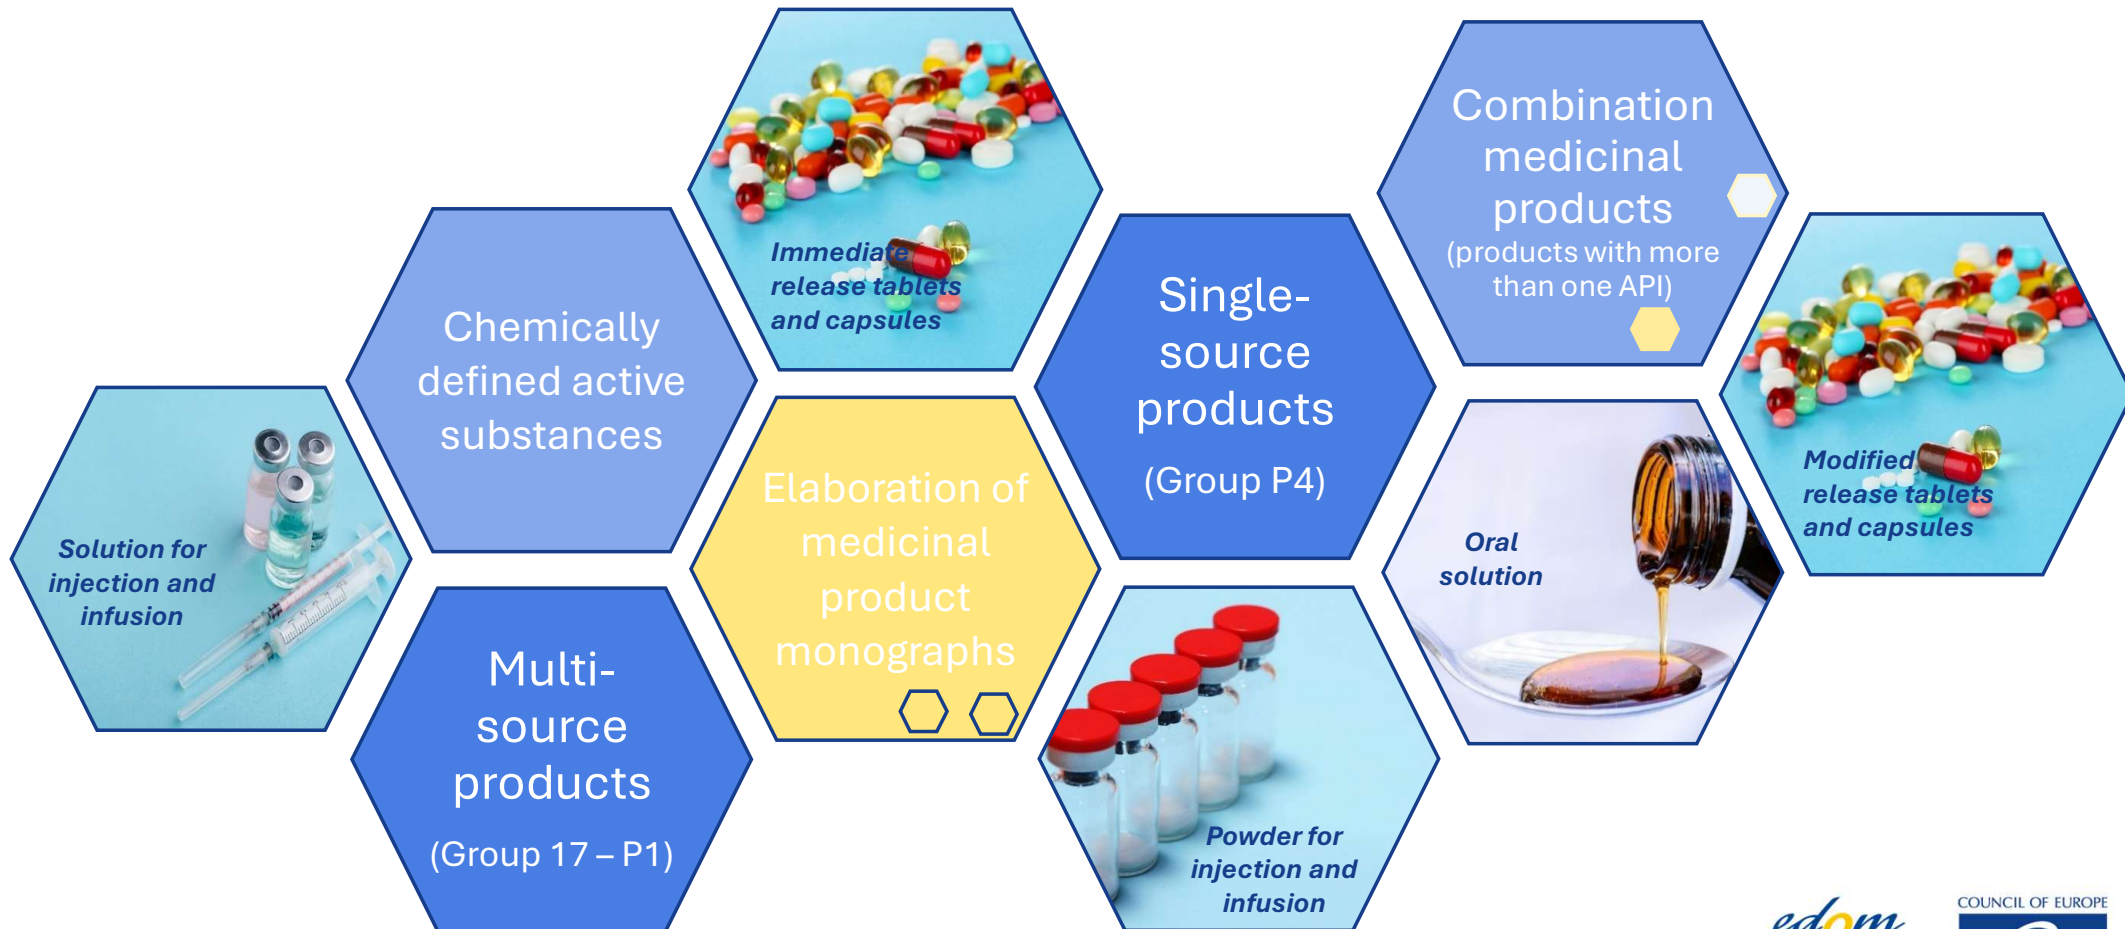 Immediate
release tablets
and capsules
Combination
medicinal
products
(products with more
than one API)
Chemically
defined active
substances
Single-
source
products
(Group P4)
Modified
release tablets
and capsules
Solution for
injection and
infusion
Elaboration of
medicinal
product
monographs
Oral
solution
Multi-
source
products
(Group 17 – P1)
Powder for
injection and
infusion
edqm
COUNCIL OF EUROPE